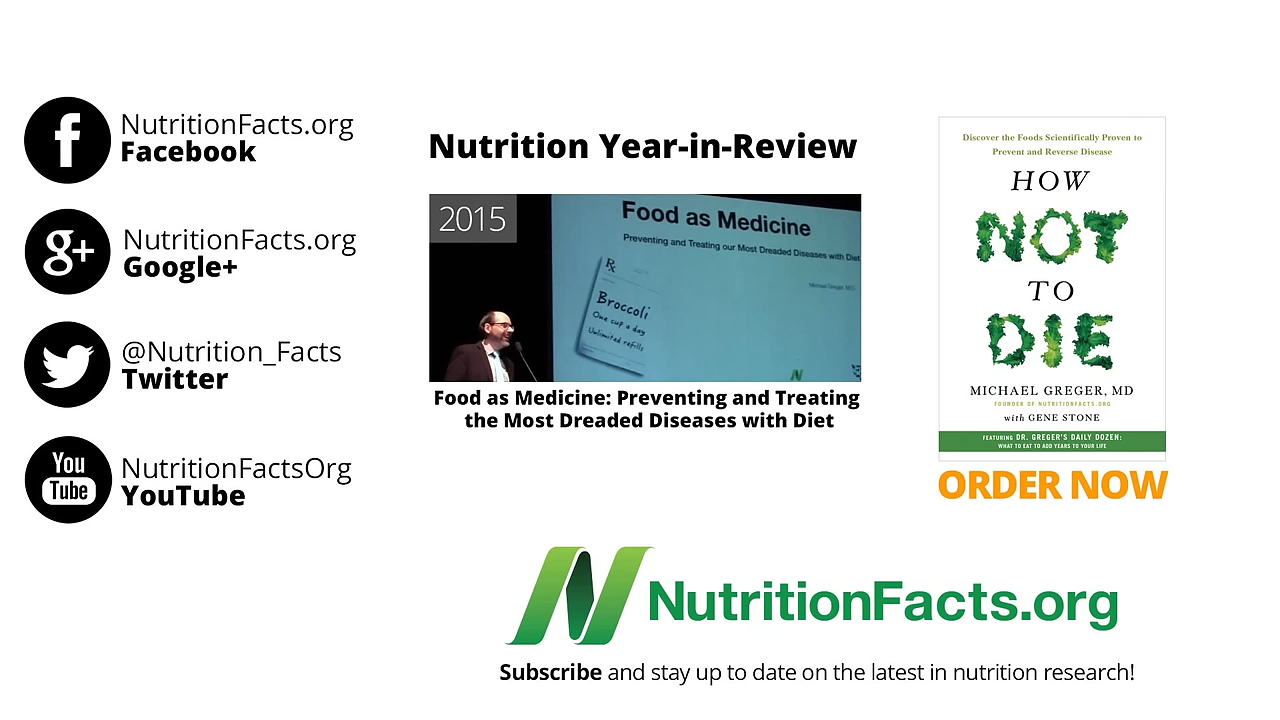 NutritionFacts.org
Facebook
g+
NutritionFacts.org
Google+
@Nutrition_Facts
Twitter
You
Tube
NutritionFactsOrg
YouTube
Nutrition Year-in-Review
2015
Food as Medicine
Preventing and Treating our Most Dreaded Diseases with Diet
Michael Greger, M.D.
Rx
Broccoli
One cup a day
Unlimited refills
Food as Medicine: Preventing and Treating
the Most Dreaded Diseases with Diet
Discover the Foods Scientifically Proven to
Prevent and Reverse Disease
HOW
NOT
TO
DIE
MICHAEL GREGER, MD
FOUNDER OF NUTRITIONFACTS.ORG
with GENE STONE
FEATURING DR. GREGER'S DAILY DOZEN:
WHAT TO EAT TO ADD YEARS TO YOUR LIFE
ORDER NOW
NutritionFacts.org
Subscribe and stay up to date on the latest in nutrition research!